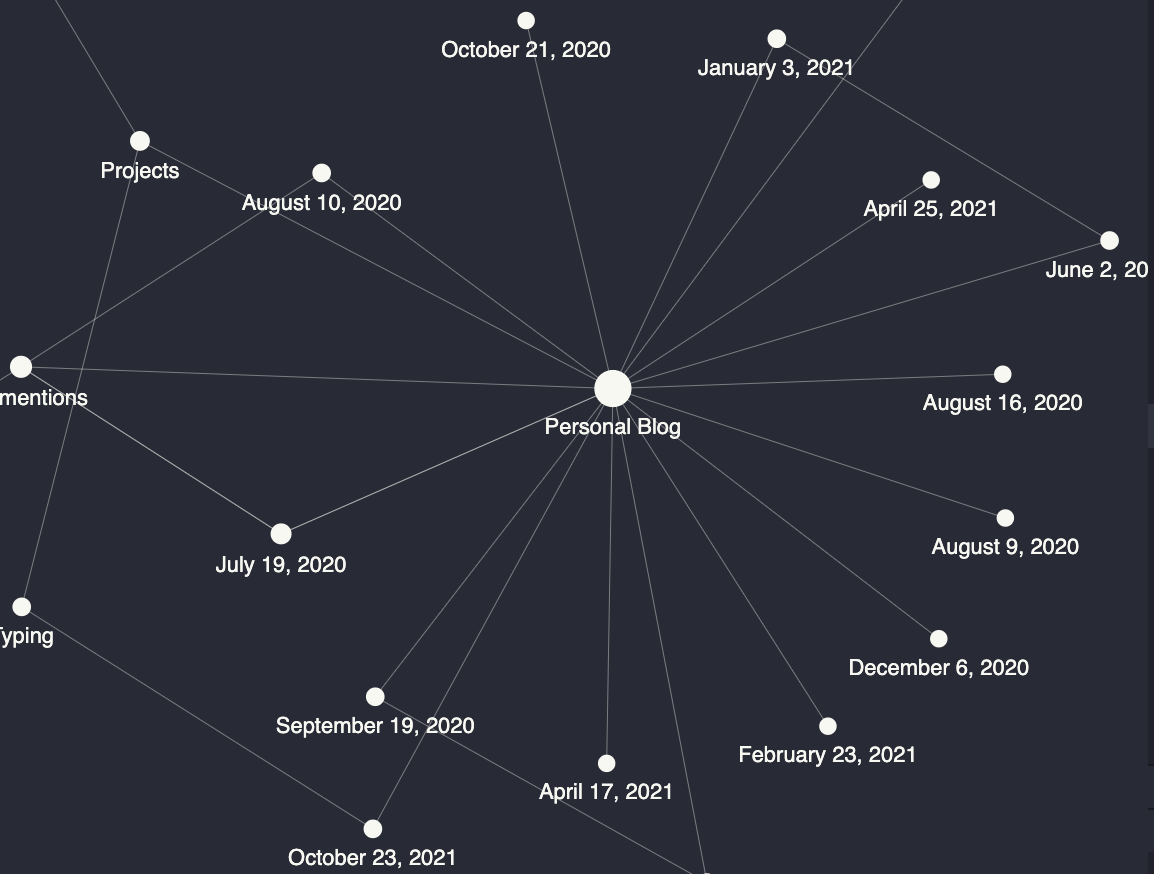 October 21, 2020
January 3, 2021
Projects
August 10, 2020
April 25, 2021
June 2, 20
mentions
August 16, 2020
Personal Blog
August 9, 2020
July 19, 2020
Typing
December 6, 2020
September 19, 2020
February 23, 2021
April 17, 2021
October 23, 2021